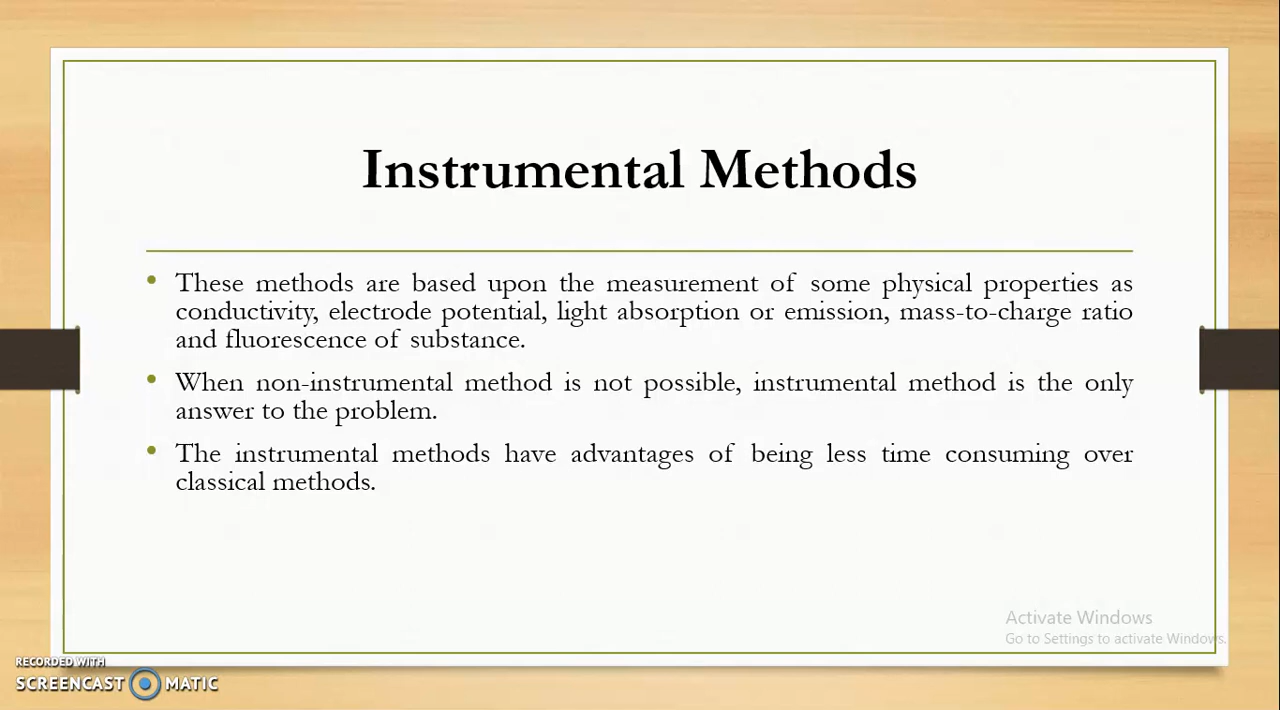 Instrumental Methods
• These methods are based upon the measurement of some physical properties as
conductivity, electrode potential, light absorption or emission, mass-to-charge ratio
and fluorescence of substance.
• When non-instrumental method is not possible, instrumental method is the only
answer to the problem.
• The instrumental methods have advantages of being less time consuming over
classical methods.
Activate Windows
Go to Settings to activate Windows.
RECORDED WITH
SCREENCAST MATIC